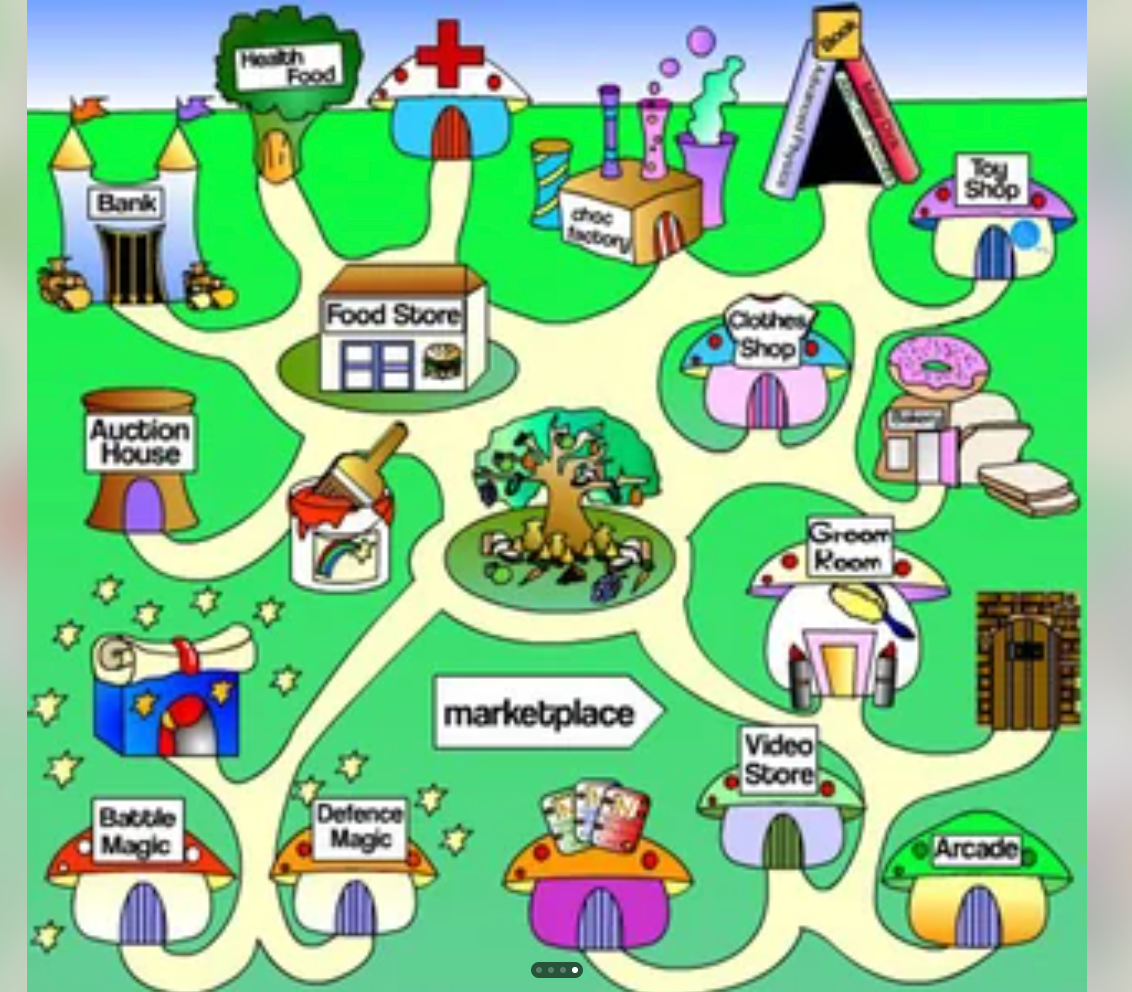 Health
Food
Book
Advanced Physics
Toy
Shop
Bank
choc
factory
Food Store
Clothes
Shop
Bakery
Auction
House
Groom
Room
marketplace
Video
Store
Battle
Magic
Defence
Magic
Arcade